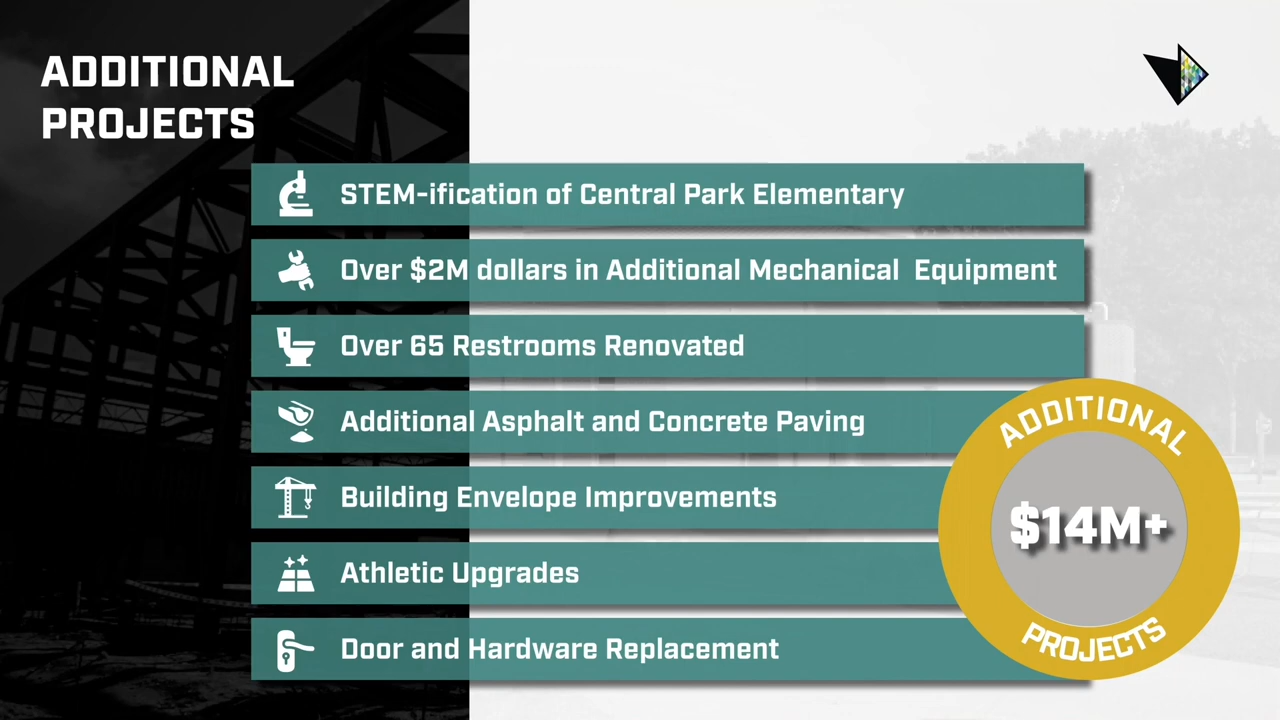 ADDITIONAL
PROJECTS
STEM-ification of Central Park Elementary
Over $2M dollars in Additional Mechanical  Equipment
Over 65 Restrooms Renovated
Additional Asphalt and Concrete Paving
Building Envelope Improvements
Athletic Upgrades
Door and Hardware Replacement
ADDITIONAL
$14M+
PROJECTS